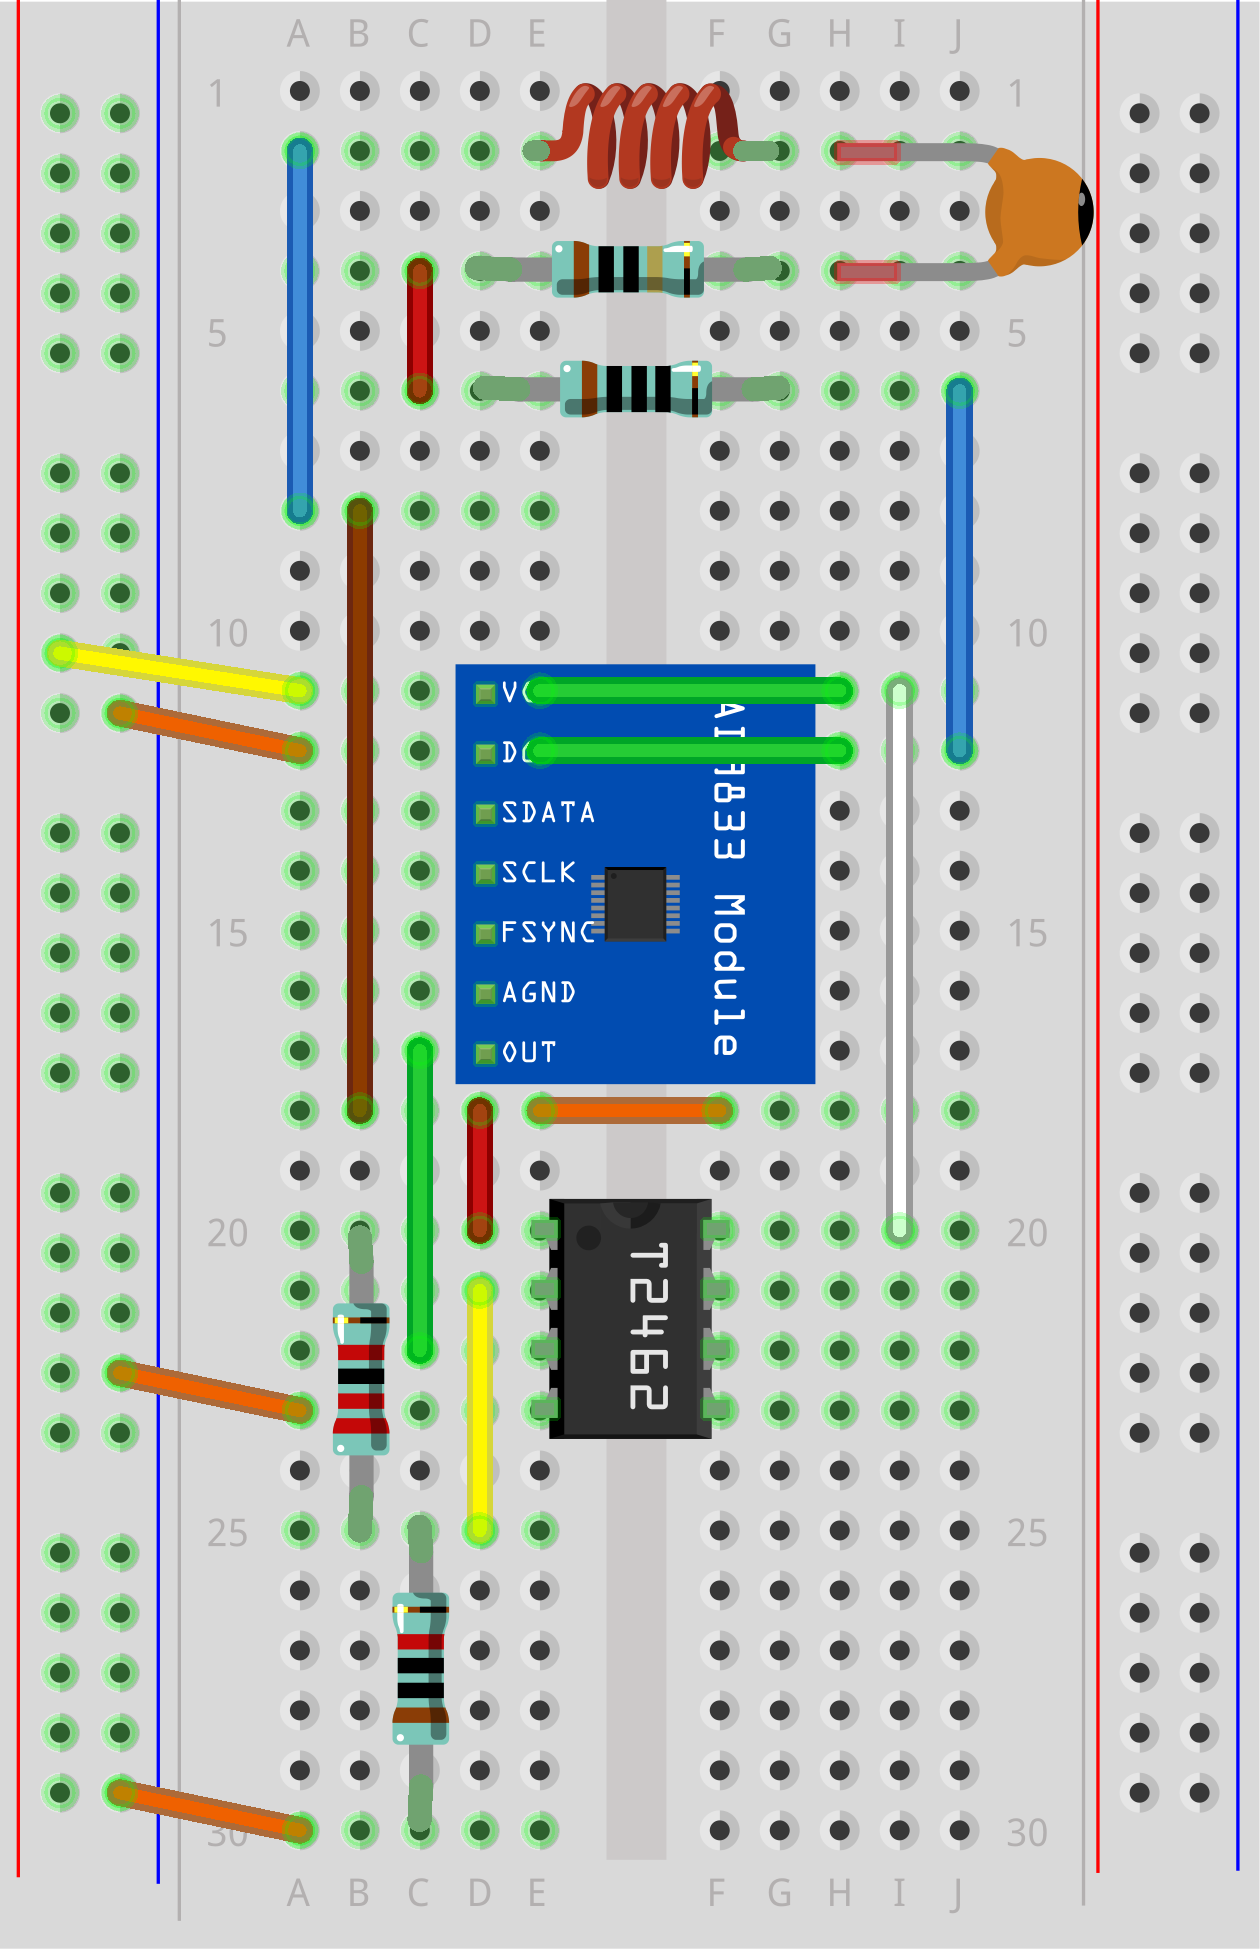 A B C D E F G H I J
1 1
5 5
10 10
SDATA
SCLK
FSYNC
AGND
OUT
Module
15 15
20 20
T2462
25 25
30 30
A B C D E F G H I J